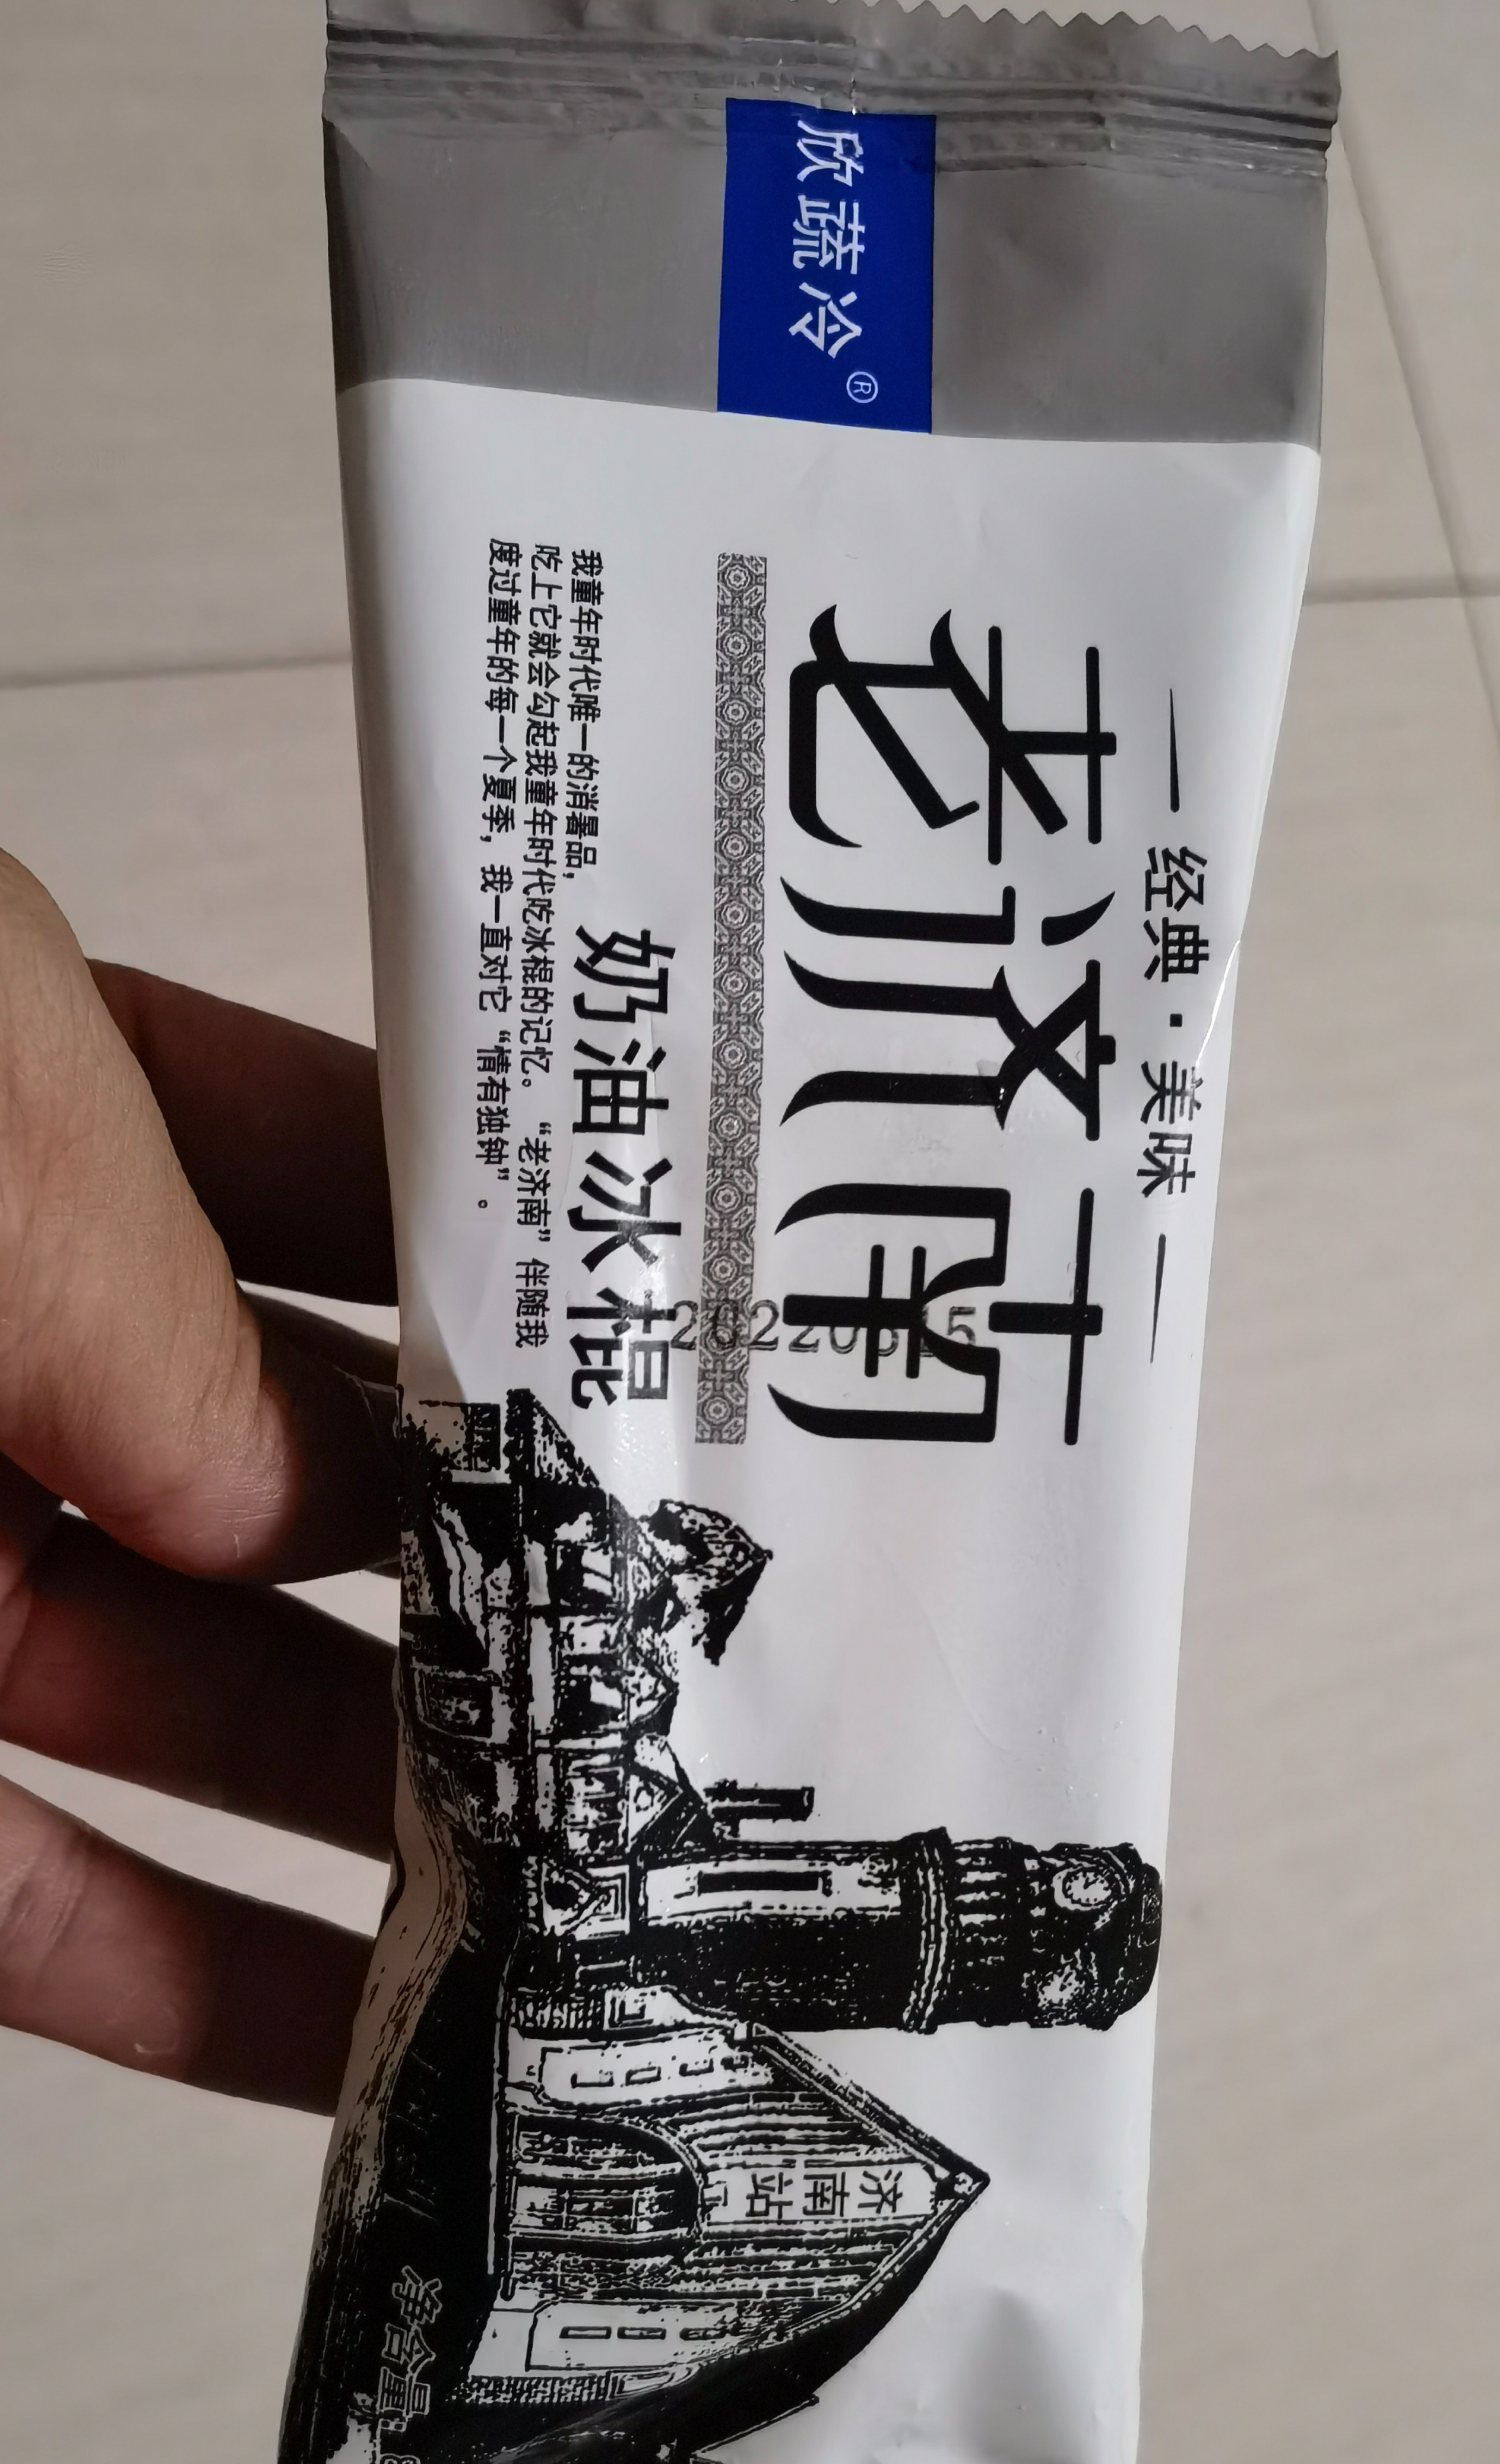 欣蔬冷®
经典·美味
老济南
奶油冰棍
我童年时代唯一的消暑品，
吃上它就会勾起我童年时代吃冰棍的记忆。“老济南”伴随我
度过童年的每一个夏季，我一直对它“情有独钟”。
济南站
净含量